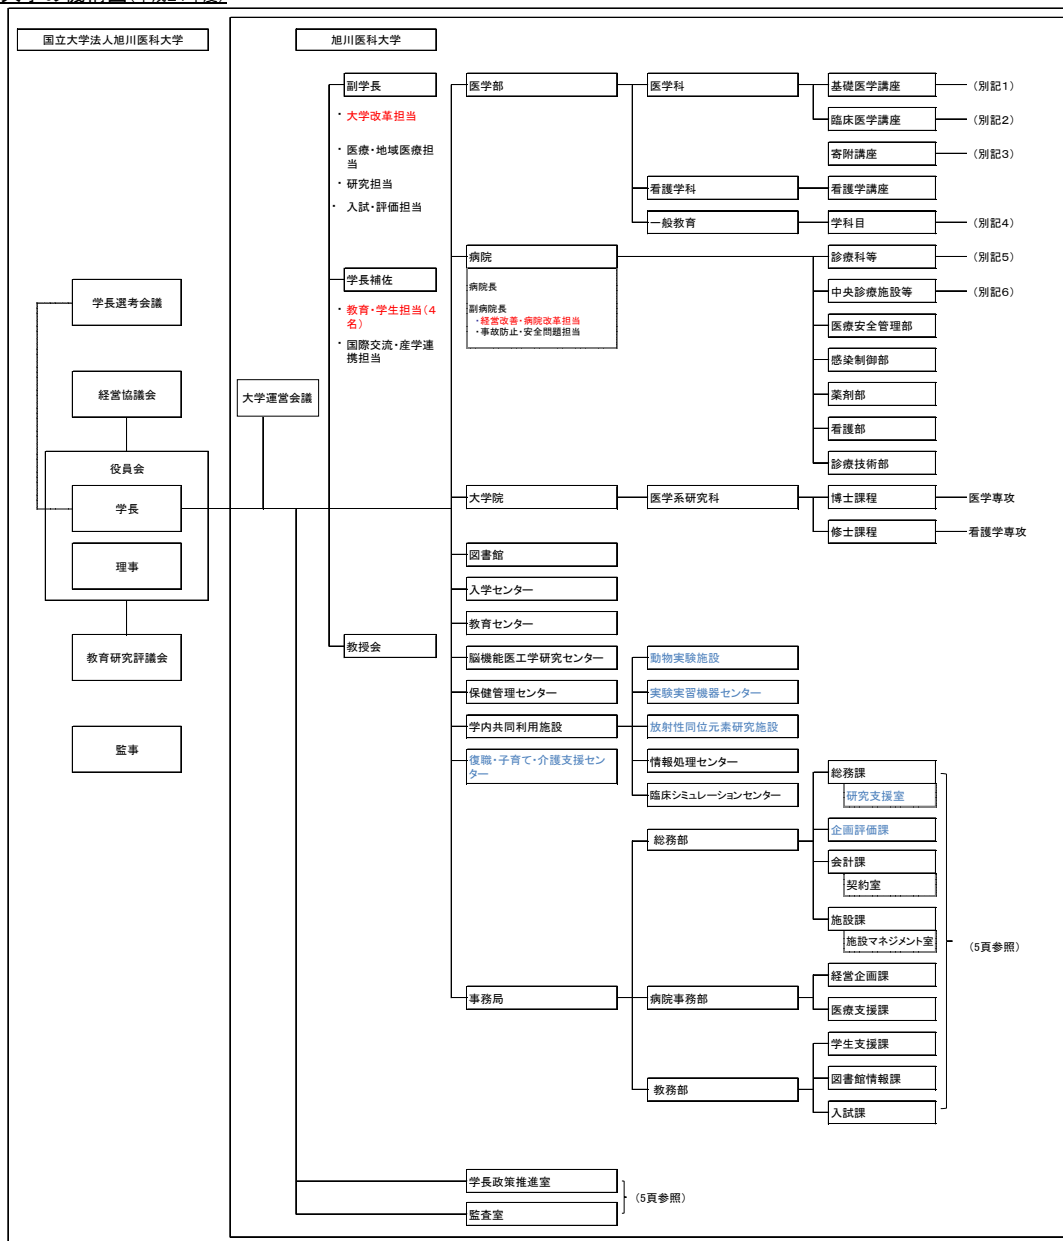 国立大学法人旭川医科大学
旭川医科大学
副学長
・ 大学改革担当
・ 医療・地域医療担
当
・ 研究担当
・ 入試・評価担当
学長補佐
・ 教育・学生担当(4
名)
・ 国際交流・産学連
携担当
教授会
学長選考会議
経営協議会
役員会
学長
理事
教育研究評議会
監事
大学運営会議
医学部
医学科
基礎医学講座
(別記1)
臨床医学講座
(別記2)
寄附講座
(別記3)
看護学科
看護学講座
一般教育
学科目
(別記4)
病院
病院長
副病院長
・経営改善・病院改革担当
・事故防止・安全問題担当
診療科等
(別記5)
中央診療施設等
(別記6)
医療安全管理部
感染制御部
薬剤部
看護部
診療技術部
大学院
医学系研究科
博士課程
医学専攻
修士課程
看護学専攻
図書館
入学センター
教育センター
脳機能医工学研究センター
保健管理センター
学内共同利用施設
動物実験施設
実験実習機器センター
放射性同位元素研究施設
情報処理センター
臨床シミュレーションセンター
復職・子育て・介護支援セン
ター
事務局
総務部
総務課
研究支援室
企画評価課
会計課
契約室
施設課
施設マネジメント室
病院事務部
経営企画課
医療支援課
教務部
学生支援課
図書館情報課
入試課
(5頁参照)
学長政策推進室
監査室
(5頁参照)